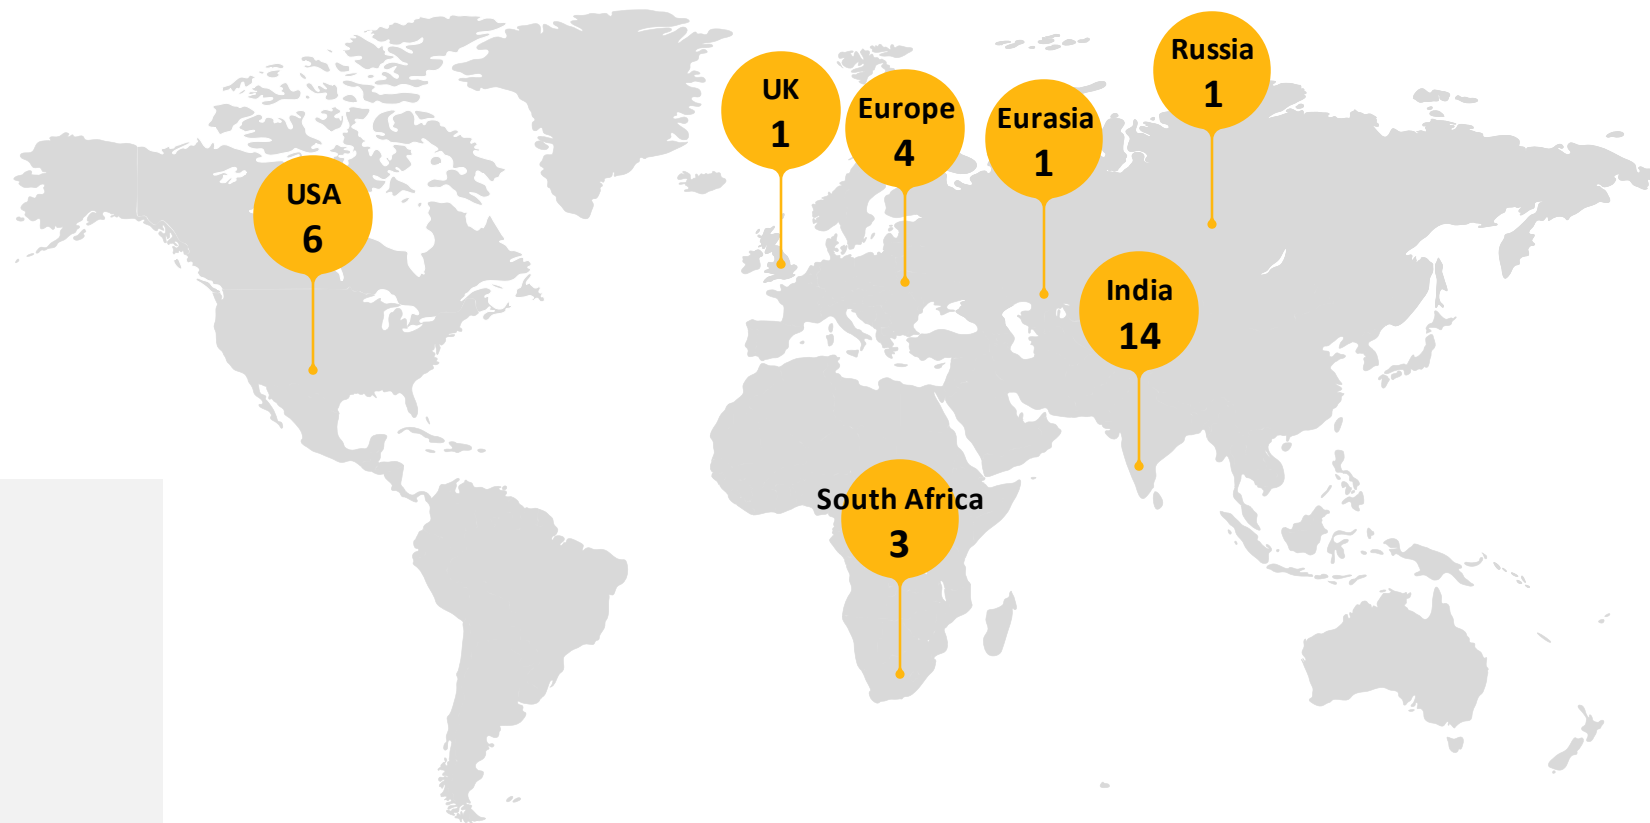 Russia
1
UK
1
Europe
4
Eurasia
1
USA
6
India
14
South Africa
3